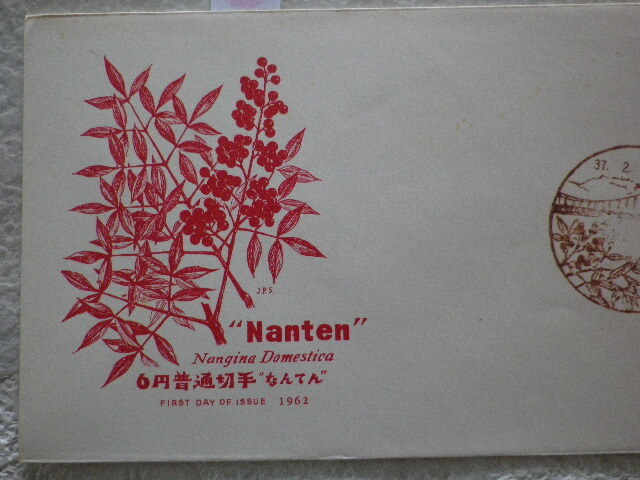 J.P.S.
"Nanten"
Nangina Domestica
6円普通切手"なんてん"
FIRST DAY OF ISSUE 1962
37. 2.